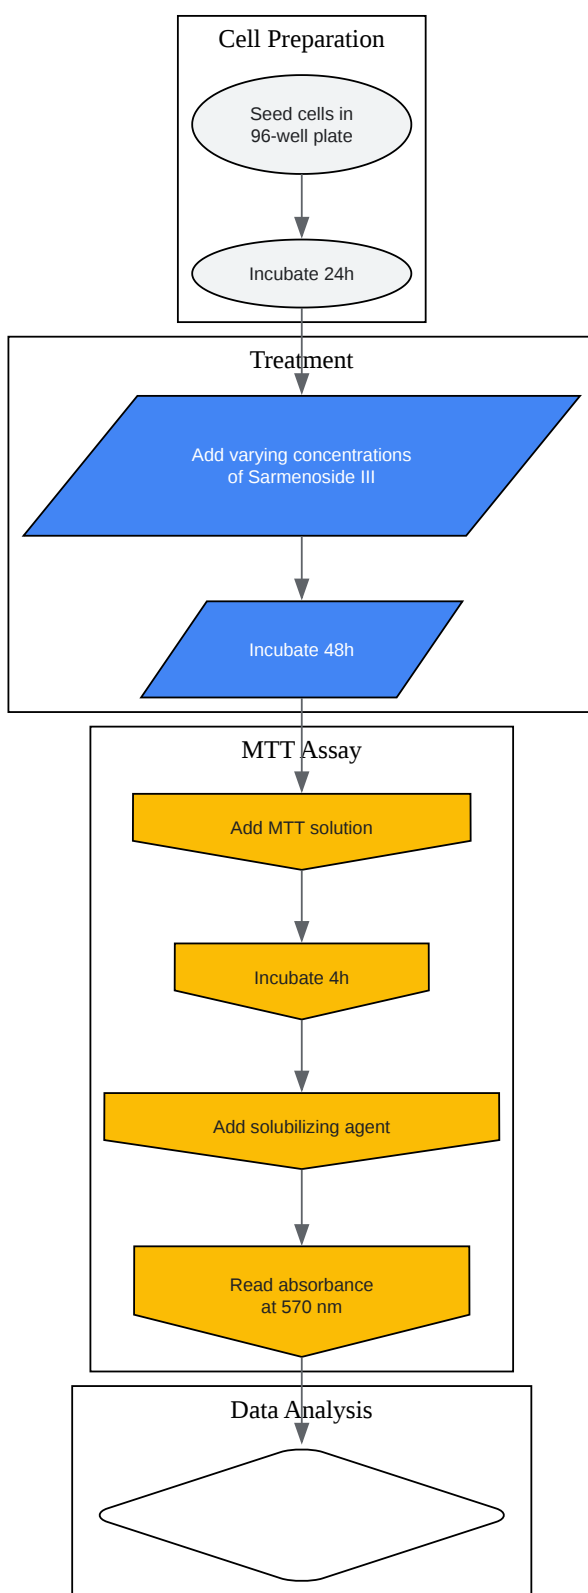 Cell Preparation
Seed cells in
96-well plate
Incubate 24h
Treatment
Add varying concentrations
of Sarmenoside III
Incubate 48h
MTT Assay
Add MTT solution
Incubate 4h
Add solubilizing agent
Read absorbance
at 570 nm
Data Analysis